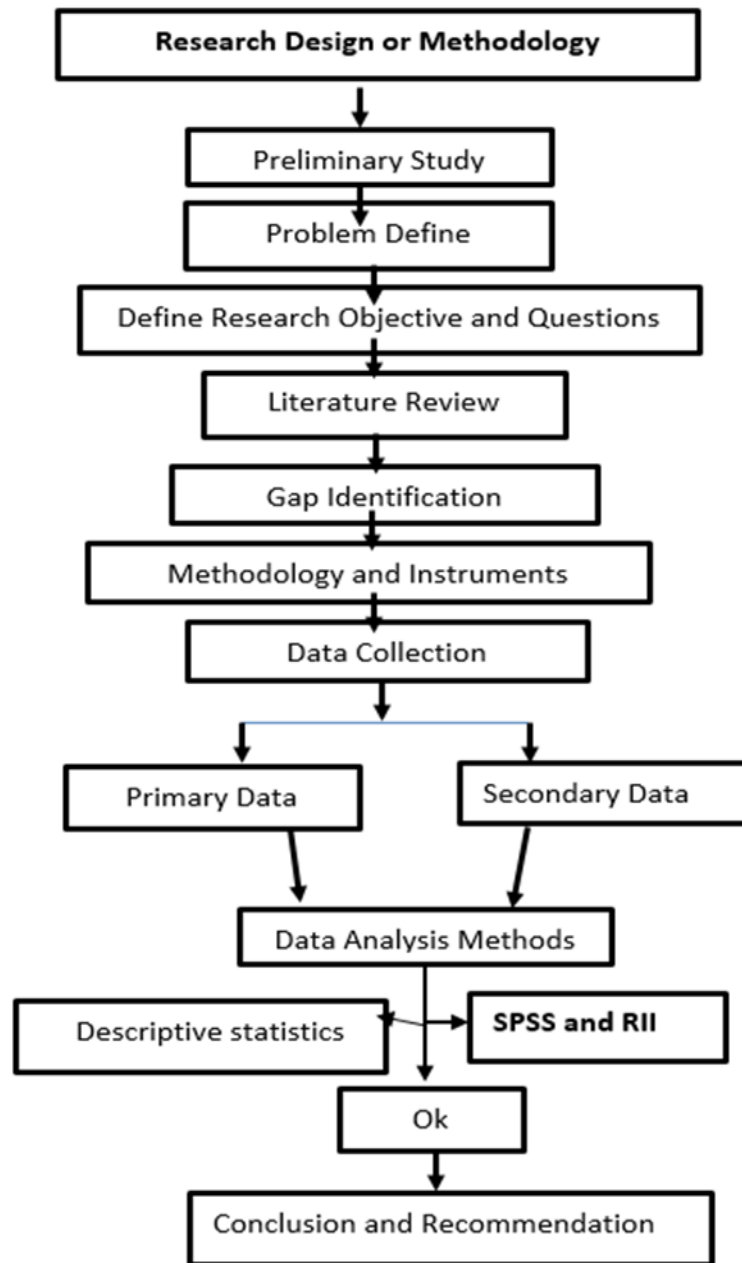 Research Design or Methodology
Preliminary Study
Problem Define
Define Research Objective and Questions
Literature Review
Gap Identification
Methodology and Instruments
Data Collection
Primary Data
Secondary Data
Data Analysis Methods
Descriptive statistics
SPSS and RII
Ok
Conclusion and Recommendation